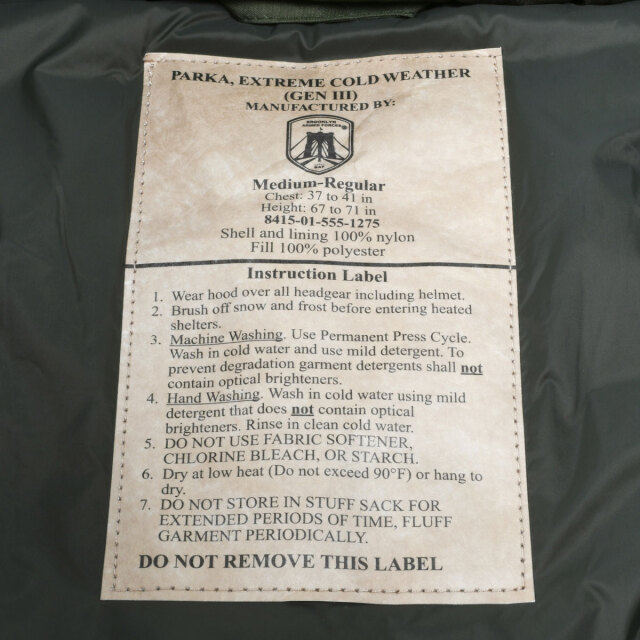 PARKA, EXTREME COLD WEATHER
(GEN III)
MANUFACTURED BY:
BROOKLYN
ARMED FORCES
Medium-Regular
Chest: 37 to 41 in
Height: 67 to 71 in
8415-01-555-1275
Shell and lining 100% nylon
Fill 100% polyester
Instruction Label
1. Wear hood over all headgear including helmet.
2. Brush off snow and frost before entering heated
shelters.
3. Machine Washing. Use Permanent Press Cycle.
Wash in cold water and use mild detergent. To
prevent degradation garment detergents shall not
contain optical brighteners.
4. Hand Washing. Wash in cold water using mild
detergent that does not contain optical
brighteners. Rinse in clean cold water.
5. DO NOT USE FABRIC SOFTENER,
CHLORINE BLEACH, OR STARCH.
6. Dry at low heat (Do not exceed 90°F) or hang to
dry.
7. DO NOT STORE IN STUFF SACK FOR
EXTENDED PERIODS OF TIME, FLUFF
GARMENT PERIODICALLY.
DO NOT REMOVE THIS LABEL